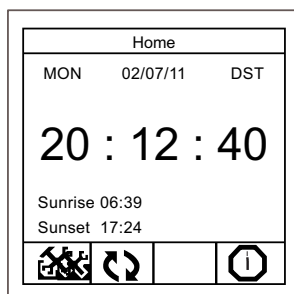 Home
MON 02/07/11 DST
20 : 12 : 40
Sunrise 06:39
Sunset 17:24
i